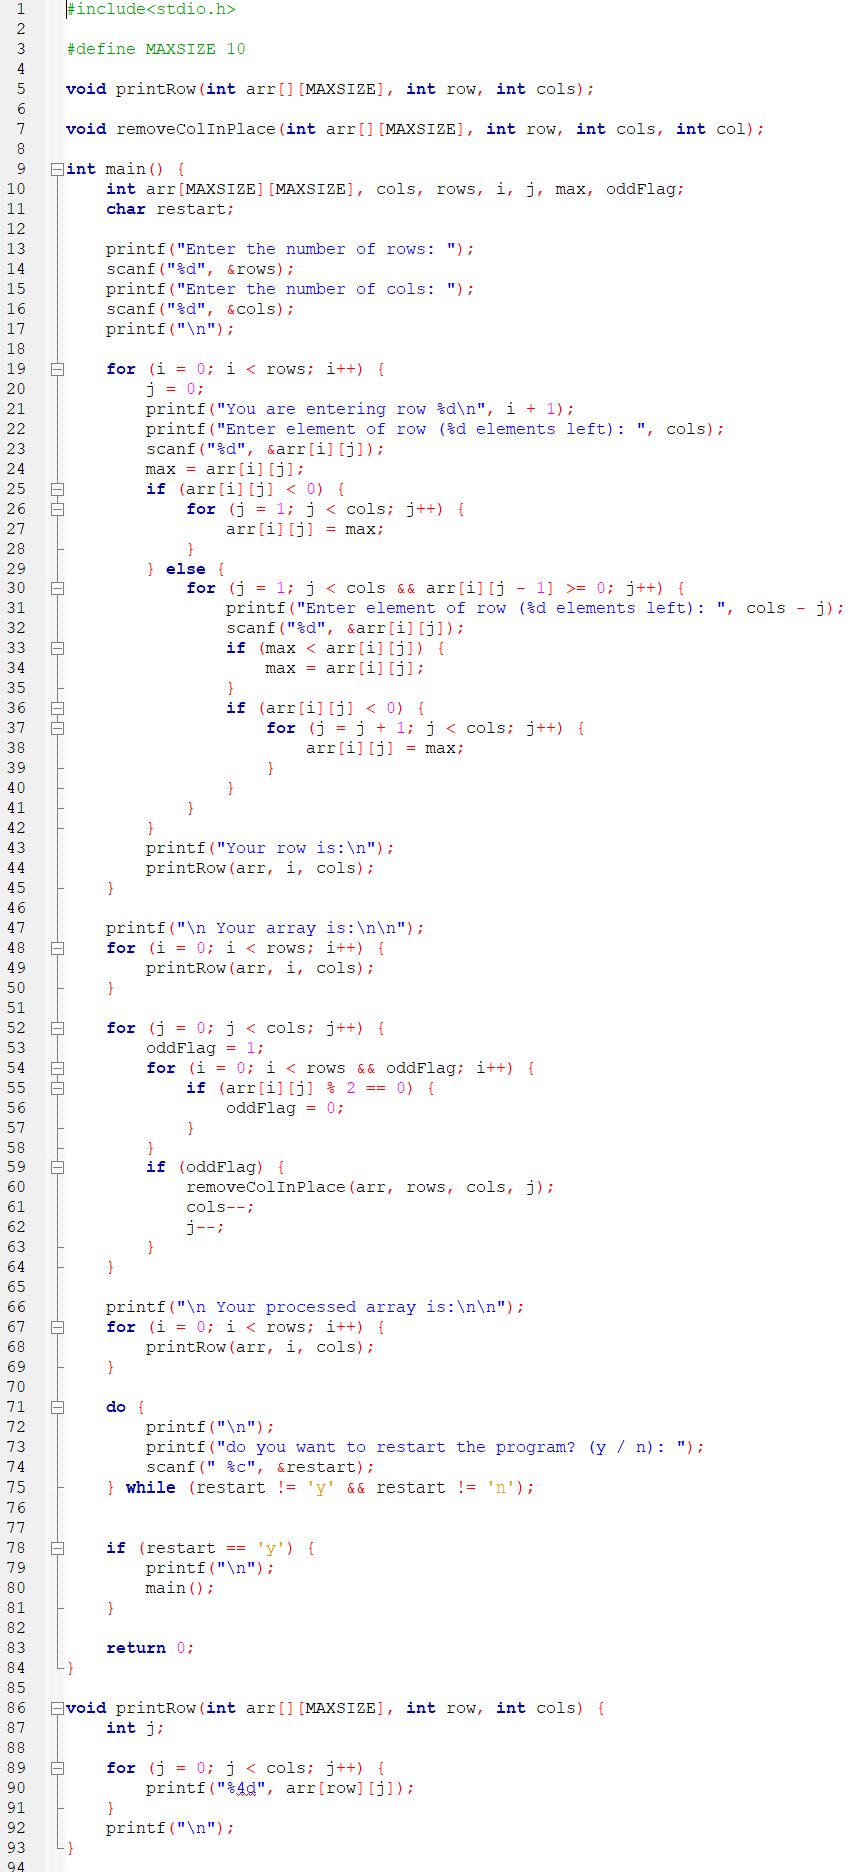 1 #include<stdio.h>
2
3 #define MAXSIZE 10
4
5 void printRow(int arr[][MAXSIZE], int row, int cols);
6
7 void removeColInPlace(int arr[][MAXSIZE], int row, int cols, int col);
8
9 int main() {
10     int arr[MAXSIZE][MAXSIZE], cols, rows, i, j, max, oddFlag;
11     char restart;
12
13     printf("Enter the number of rows: ");
14     scanf("%d", &rows);
15     printf("Enter the number of cols: ");
16     scanf("%d", &cols);
17     printf("\n");
18
19     for (i = 0; i < rows; i++) {
20         j = 0;
21         printf("You are entering row %d\n", i + 1);
22         printf("Enter element of row (%d elements left): ", cols);
23         scanf("%d", &arr[i][j]);
24         max = arr[i][j];
25         if (arr[i][j] < 0) {
26             for (j = 1; j < cols; j++) {
27                 arr[i][j] = max;
28             }
29         } else {
30             for (j = 1; j < cols && arr[i][j - 1] >= 0; j++) {
31                 printf("Enter element of row (%d elements left): ", cols - j);
32                 scanf("%d", &arr[i][j]);
33                 if (max < arr[i][j]) {
34                     max = arr[i][j];
35                 }
36                 if (arr[i][j] < 0) {
37                     for (j = j + 1; j < cols; j++) {
38                         arr[i][j] = max;
39                     }
40                 }
41             }
42         }
43         printf("Your row is:\n");
44         printRow(arr, i, cols);
45     }
46
47     printf("\n Your array is:\n\n");
48     for (i = 0; i < rows; i++) {
49         printRow(arr, i, cols);
50     }
51
52     for (j = 0; j < cols; j++) {
53         oddFlag = 1;
54         for (i = 0; i < rows && oddFlag; i++) {
55             if (arr[i][j] % 2 == 0) {
56                 oddFlag = 0;
57             }
58         }
59         if (oddFlag) {
60             removeColInPlace(arr, rows, cols, j);
61             cols--;
62             j--;
63         }
64     }
65
66     printf("\n Your processed array is:\n\n");
67     for (i = 0; i < rows; i++) {
68         printRow(arr, i, cols);
69     }
70
71     do {
72         printf("\n");
73         printf("do you want to restart the program? (y / n): ");
74         scanf(" %c", &restart);
75     } while (restart != 'y' && restart != 'n');
76
77
78     if (restart == 'y') {
79         printf("\n");
80         main();
81     }
82
83     return 0;
84 }
85
86 void printRow(int arr[][MAXSIZE], int row, int cols) {
87     int j;
88
89     for (j = 0; j < cols; j++) {
90         printf("%4d", arr[row][j]);
91     }
92     printf("\n");
93 }
94